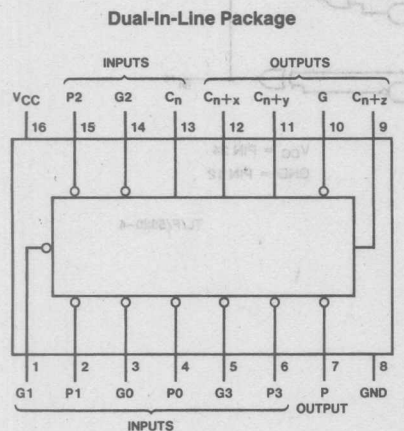 Dual-In-Line Package
INPUTS OUTPUTS
VCC P2 G2 Cn Cn+x Cn+y G Cn+z
16 15 14 13 12 11 10 9
1 2 3 4 5 6 7 8
G1 P1 G0 P0 G3 P3 P GND
INPUTS OUTPUT